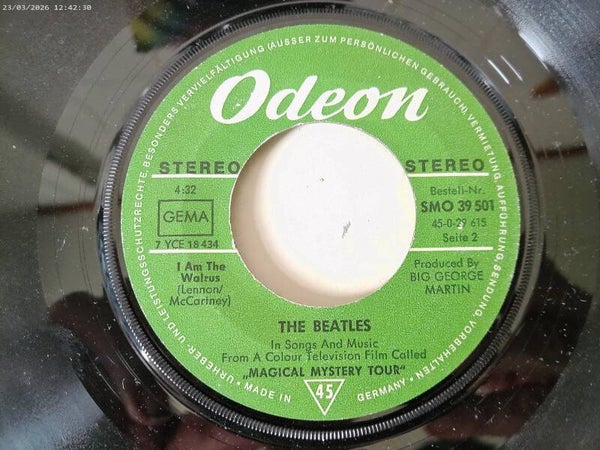 23/03/2026 12:42:30
URHEBER UND LEISTUNGSSCHUTZRECHTE, BESONDERS VERVIELFÄLTIGUNG (AUSSER ZUM PERSÖNLICHEN GEBRAUCH), VERMIETUNG, AUFFÜHRUNG, SENDUNG, VORBEHALTEN
Odeon
STEREO
STEREO
4:32
GEMA
7 YCE 18 434
Bestell-Nr.
SMO 39 501
45-0-29 615
Seite 2
I Am The
Walrus
(Lennon/
McCartney)
Produced By
BIG GEORGE
MARTIN
THE BEATLES
In Songs And Music
From A Colour Television Film Called
„MAGICAL MYSTERY TOUR"
45
MADE IN
GERMANY